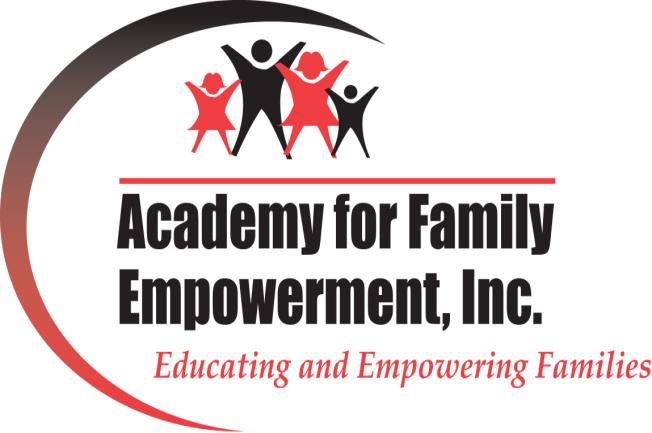 Academy for Family
Empowerment, Inc.
Educating and Empowering Families